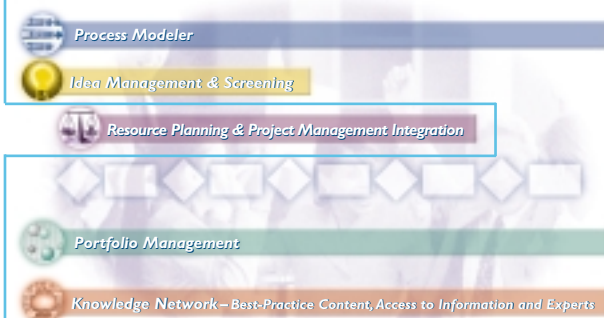 Process Modeler
Idea Management & Screening
Resource Planning & Project Management Integration
Portfolio Management
Knowledge Network – Best-Practice Content, Access to Information and Experts